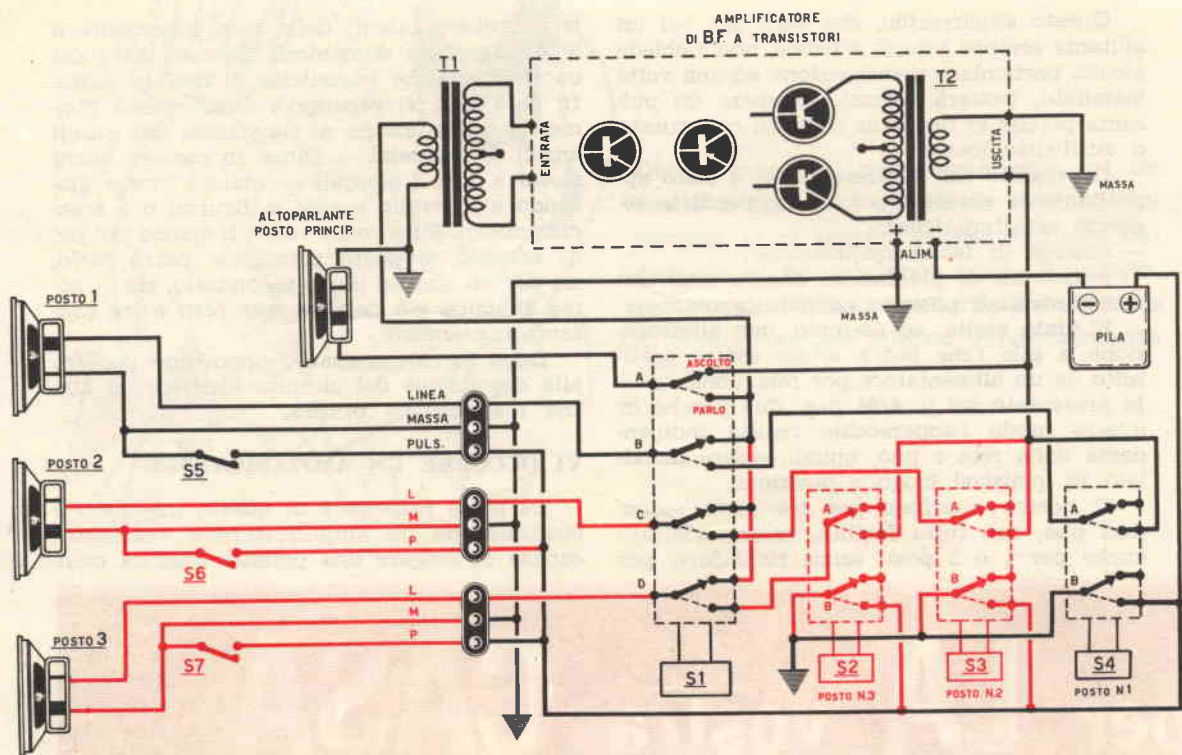 AMPLIFICATORE
DI B.F. A TRANSISTORI
T1
T2
ENTRATA
USCITA
MASSA
ALTOPARLANTE
POSTO PRINCIP.
ALIM.
MASSA
PILA
POSTO 1
LINEA
MASSA
PULS.
S5
ASCOLTO
PARLO
A
B
C
D
POSTO 2
L
M
P
S6
POSTO 3
L
M
P
S7
A
B
A
B
A
B
S1
S2
S3
S4
POSTO N.3
POSTO N.2
POSTO N1